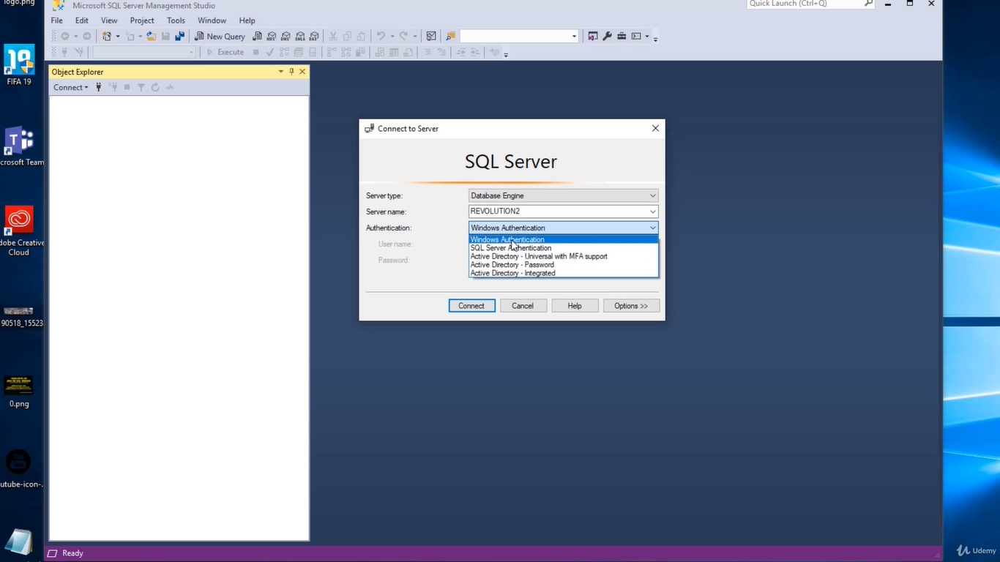 logo.png
Microsoft SQL Server Management Studio
Quick Launch (Ctrl+Q)
File Edit View Project Tools Window Help
New Query
Execute
Object Explorer
Connect
FIFA 19
crosoft Team
dobe Creative
Cloud
90518_15523
0.png
utube-icon-.
Connect to Server
SQL Server
Server type: Database Engine
Server name: REVOLUTION2
Authentication: Windows Authentication
Windows Authentication
User name:
SQL Server Authentication
Active Directory - Universal with MFA support
Password:
Active Directory - Password
Active Directory - Integrated
Connect Cancel Help Options >>
Ready
Udemy